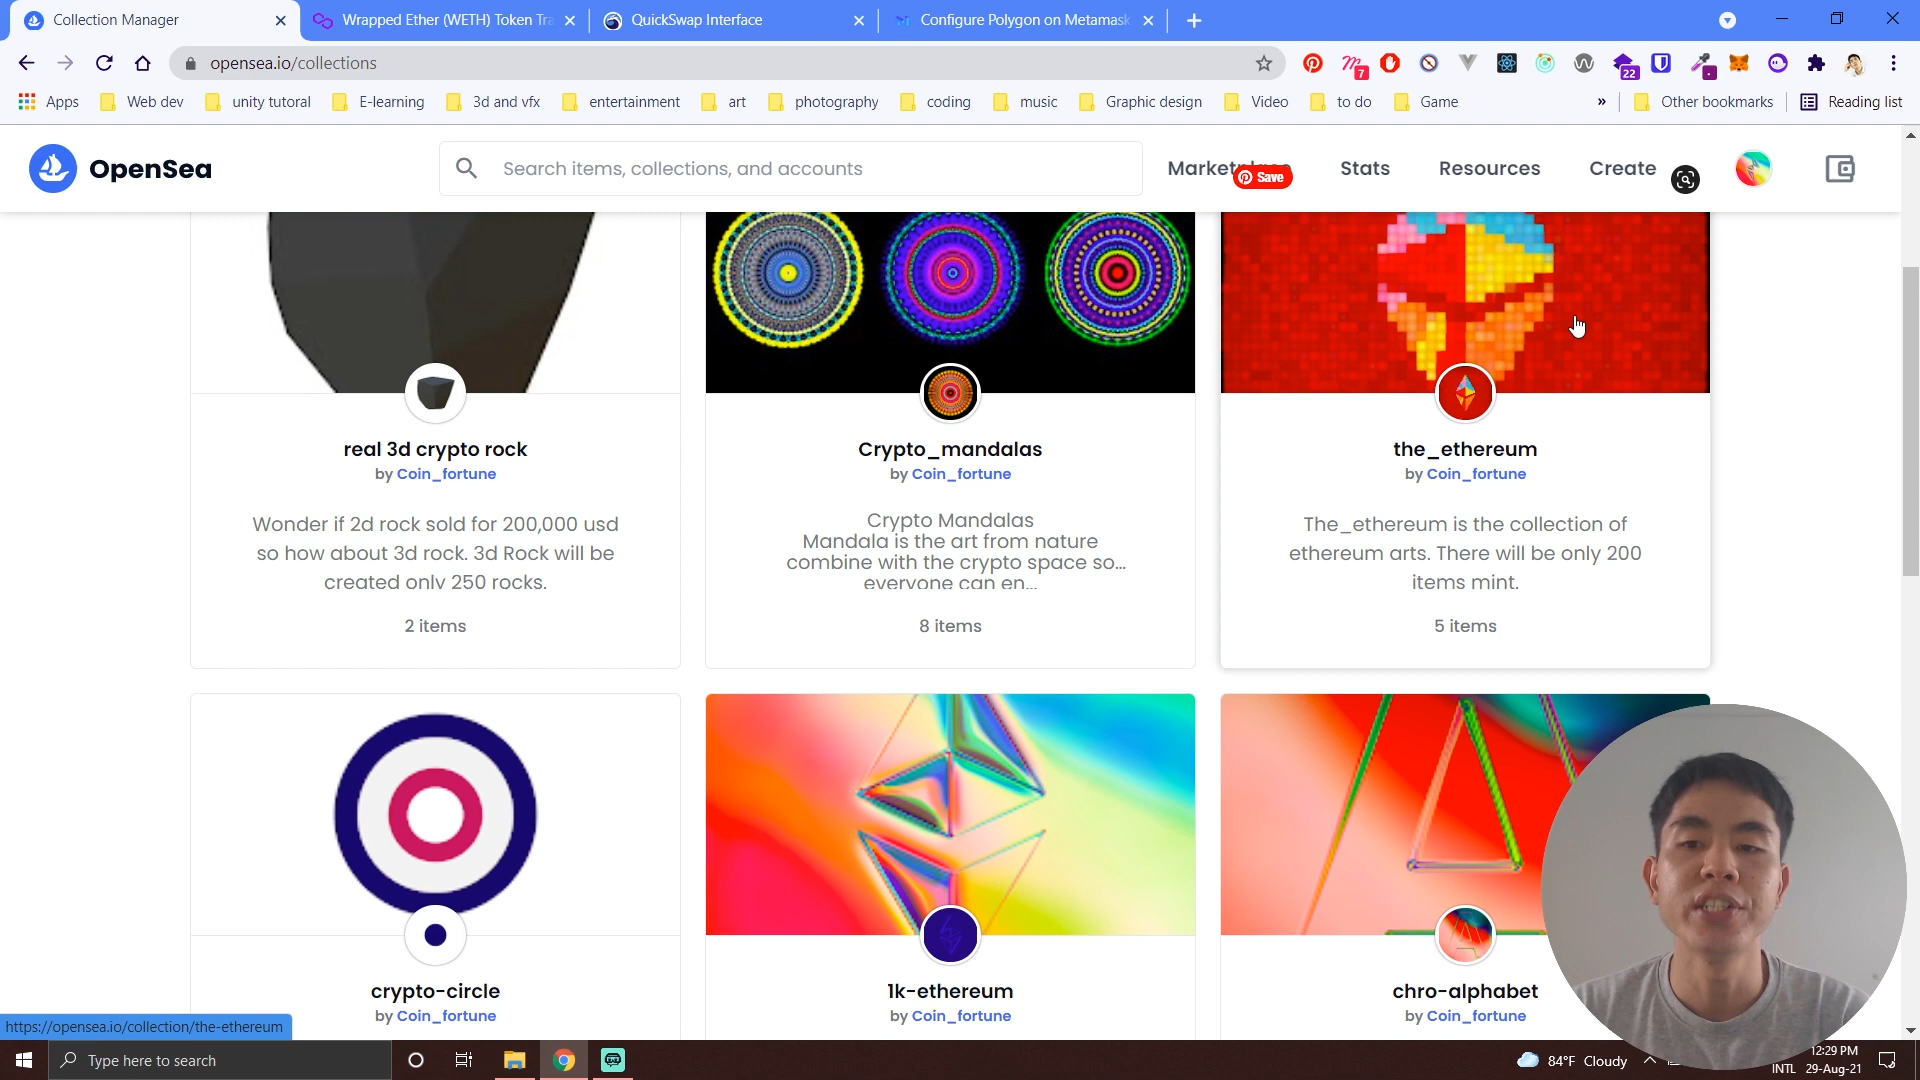 Collection Manager
Wrapped Ether (WETH) Token Tra
QuickSwap Interface
Configure Polygon on Metamask
opensea.io/collections
7
22
Apps
Web dev
unity tutoral
E-learning
3d and vfx
entertainment
art
photography
coding
music
Graphic design
Video
to do
Game
»
Other bookmarks
Reading list
OpenSea
Search items, collections, and accounts
Marketplace
Save
Stats
Resources
Create
real 3d crypto rock
by Coin_fortune
Wonder if 2d rock sold for 200,000 usd
so how about 3d rock. 3d Rock will be
created only 250 rocks.
2 items
Crypto_mandalas
by Coin_fortune
Crypto Mandalas
Mandala is the art from nature
combine with the crypto space so...
everyone can en...
8 items
the_ethereum
by Coin_fortune
The_ethereum is the collection of
ethereum arts. There will be only 200
items mint.
5 items
crypto-circle
by Coin_fortune
1k-ethereum
by Coin_fortune
chro-alphabet
by Coin_fortune
https://opensea.io/collection/the-ethereum
Type here to search
84°F Cloudy
12:29 PM
INTL
29-Aug-21